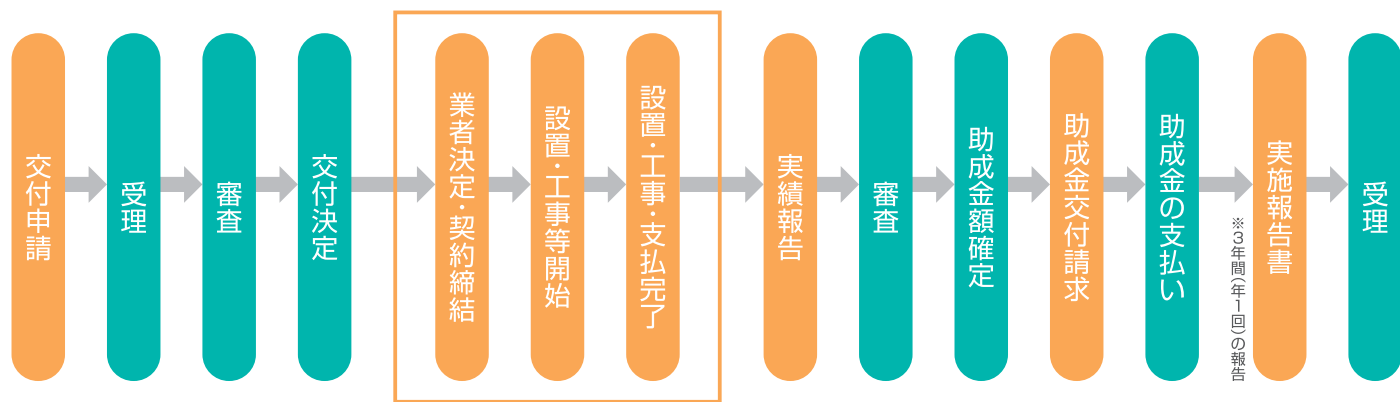 交付申請
受理
審査
交付決定
業者決定・契約締結
設置・工事等開始
設置・工事・支払完了
実績報告
審査
助成金額確定
助成金交付請求
助成金の支払い
※3年間(年1回)の報告
実施報告書
受理